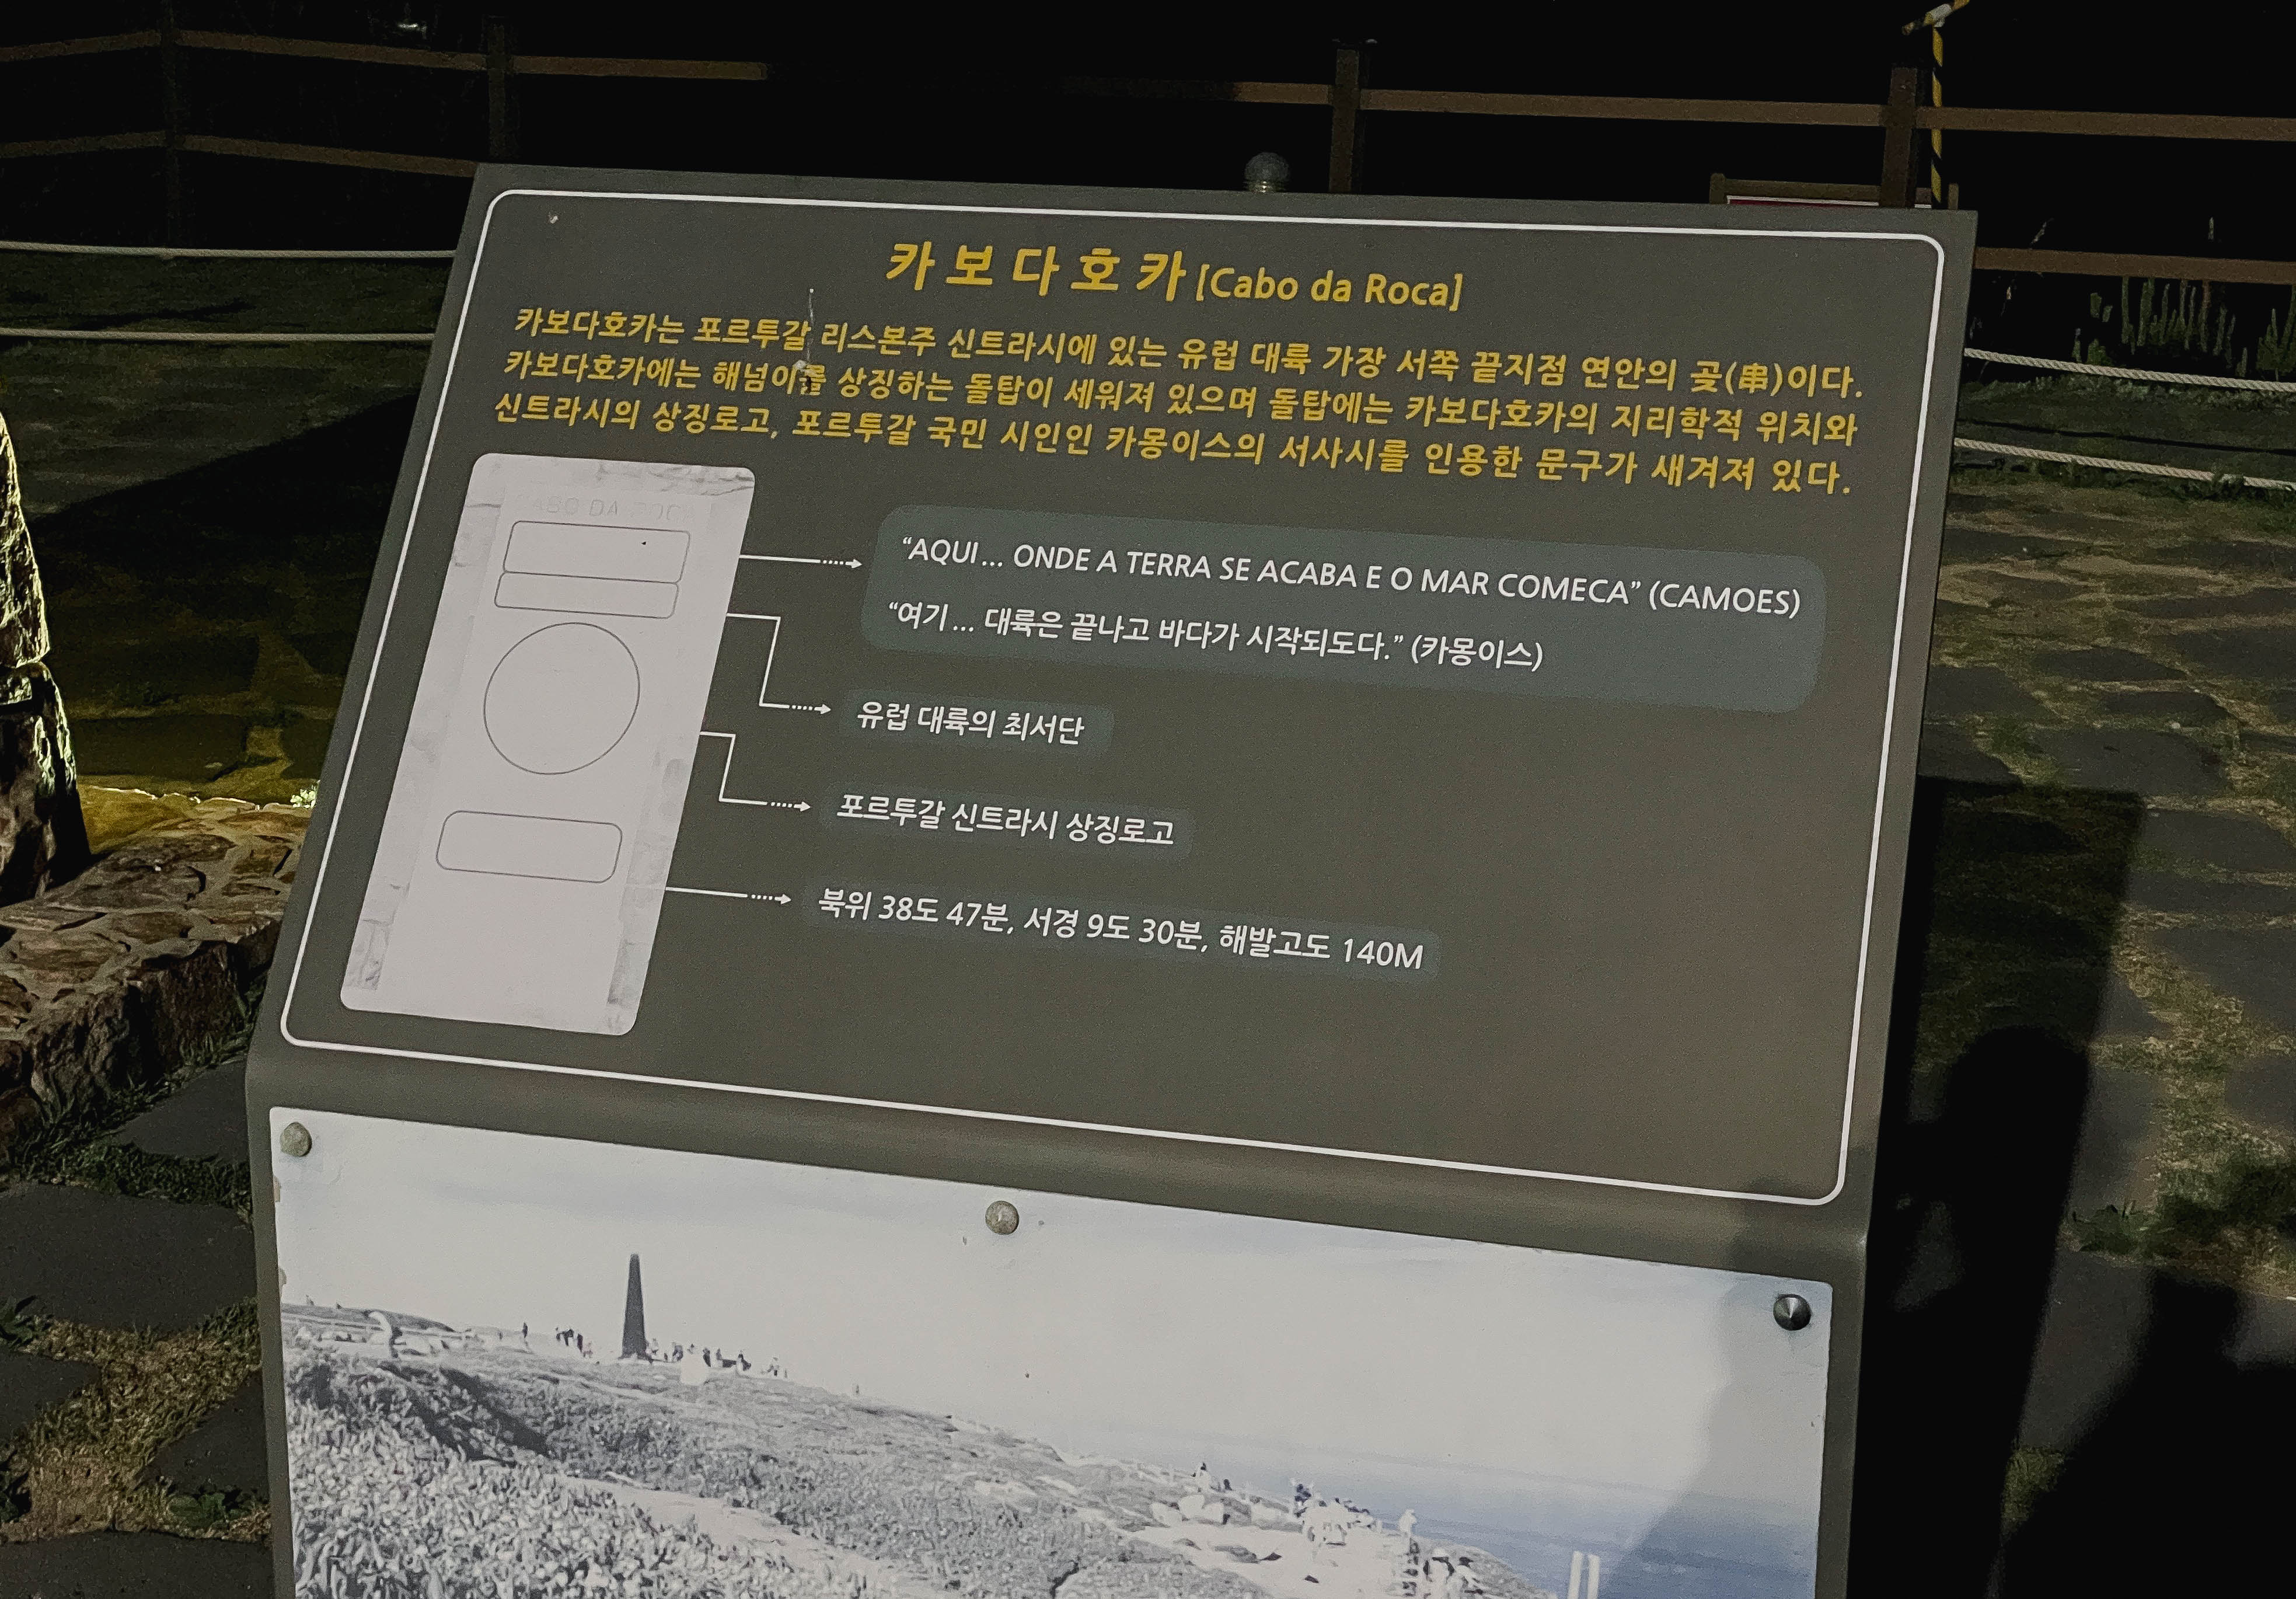 카보다호카 [Cabo da Roca]
카보다호카는 포르투갈 리스본주 신트라시에 있는 유럽 대륙 가장 서쪽 끝지점 연안의 곶(串)이다.
카보다호카에는 해넘이를 상징하는 돌탑이 세워져 있으며 돌탑에는 카보다호카의 지리학적 위치와
신트라시의 상징로고, 포르투갈 국민 시인인 카몽이스의 서사시를 인용한 문구가 새겨져 있다.
CABO DA ROCA
“AQUI... ONDE A TERRA SE ACABA E O MAR COMECA” (CAMOES)
“여기... 대륙은 끝나고 바다가 시작되도다.” (카몽이스)
유럽 대륙의 최서단
포르투갈 신트라시 상징로고
북위 38도 47분, 서경 9도 30분, 해발고도 140M